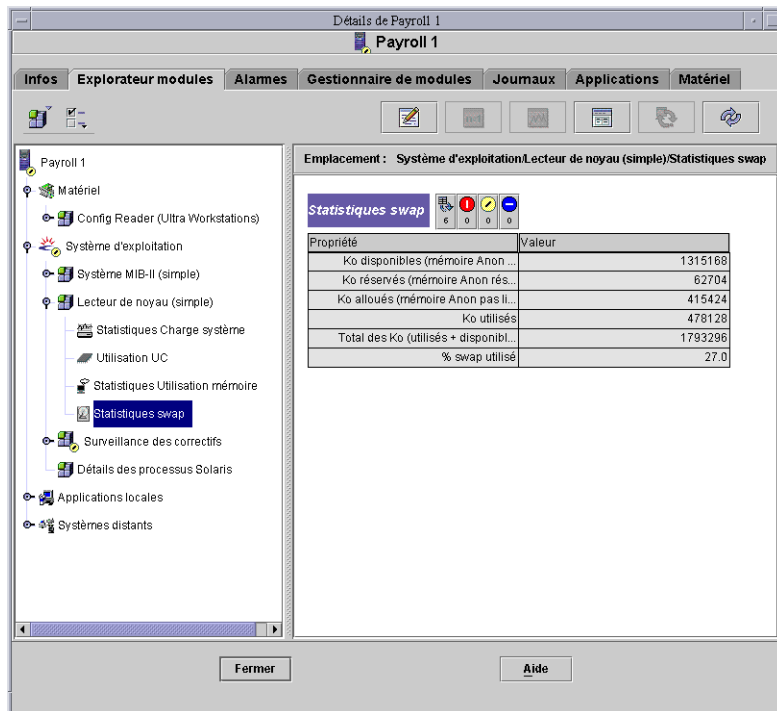 Détails de Payroll 1
Payroll 1
Infos Explorateur modules Alarmes Gestionnaire de modules Journaux Applications Matériel
Payroll 1
Matériel
Config Reader (Ultra Workstations)
Système d'exploitation
Système MIB-II (simple)
Lecteur de noyau (simple)
Statistiques Charge système
Utilisation UC
Statistiques Utilisation mémoire
Statistiques swap
Surveillance des correctifs
Détails des processus Solaris
Applications locales
Systèmes distants
Emplacement : Système d'exploitation/Lecteur de noyau (simple)/Statistiques swap
Statistiques swap 6 0 0 0
Propriété Valeur
Ko disponibles (mémoire Anon ... 1315168
Ko réservés (mémoire Anon rés... 62704
Ko alloués (mémoire Anon pas li... 415424
Ko utilisés 478128
Total des Ko (utilisés + disponibl... 1793296
% swap utilisé 27.0
Fermer Aide